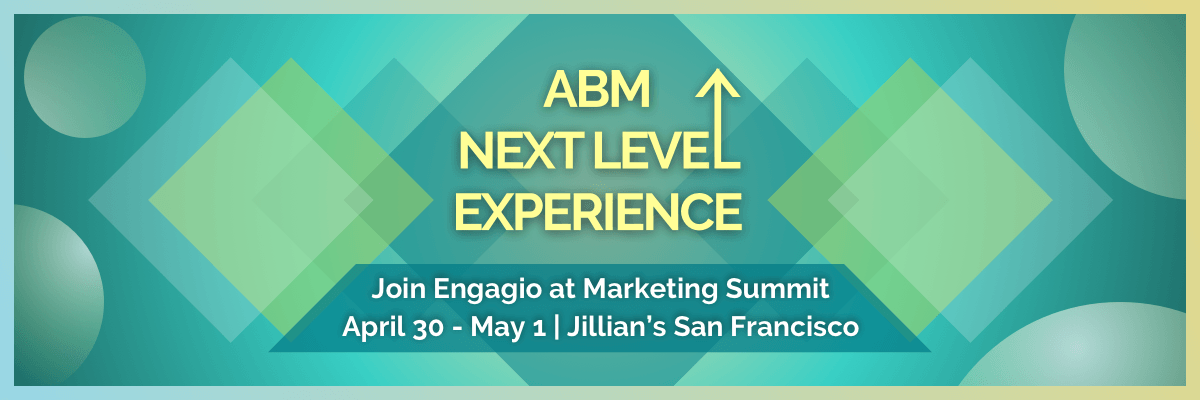 ABM
NEXT LEVEL
EXPERIENCE
Join Engagio at Marketing Summit
April 30 - May 1 | Jillian’s San Francisco